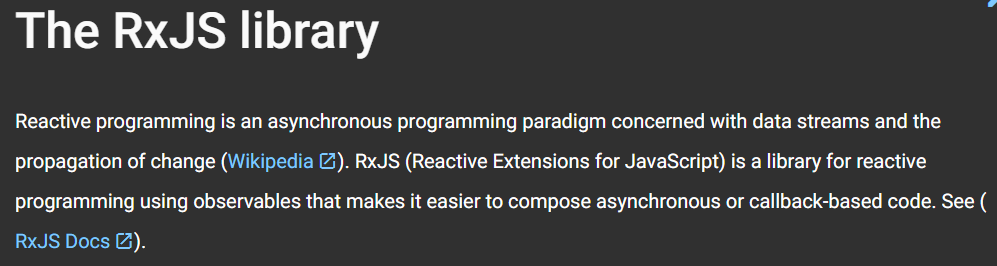 The RxJS library
Reactive programming is an asynchronous programming paradigm concerned with data streams and the
propagation of change (Wikipedia). RxJS (Reactive Extensions for JavaScript) is a library for reactive
programming using observables that makes it easier to compose asynchronous or callback-based code. See (
RxJS Docs).